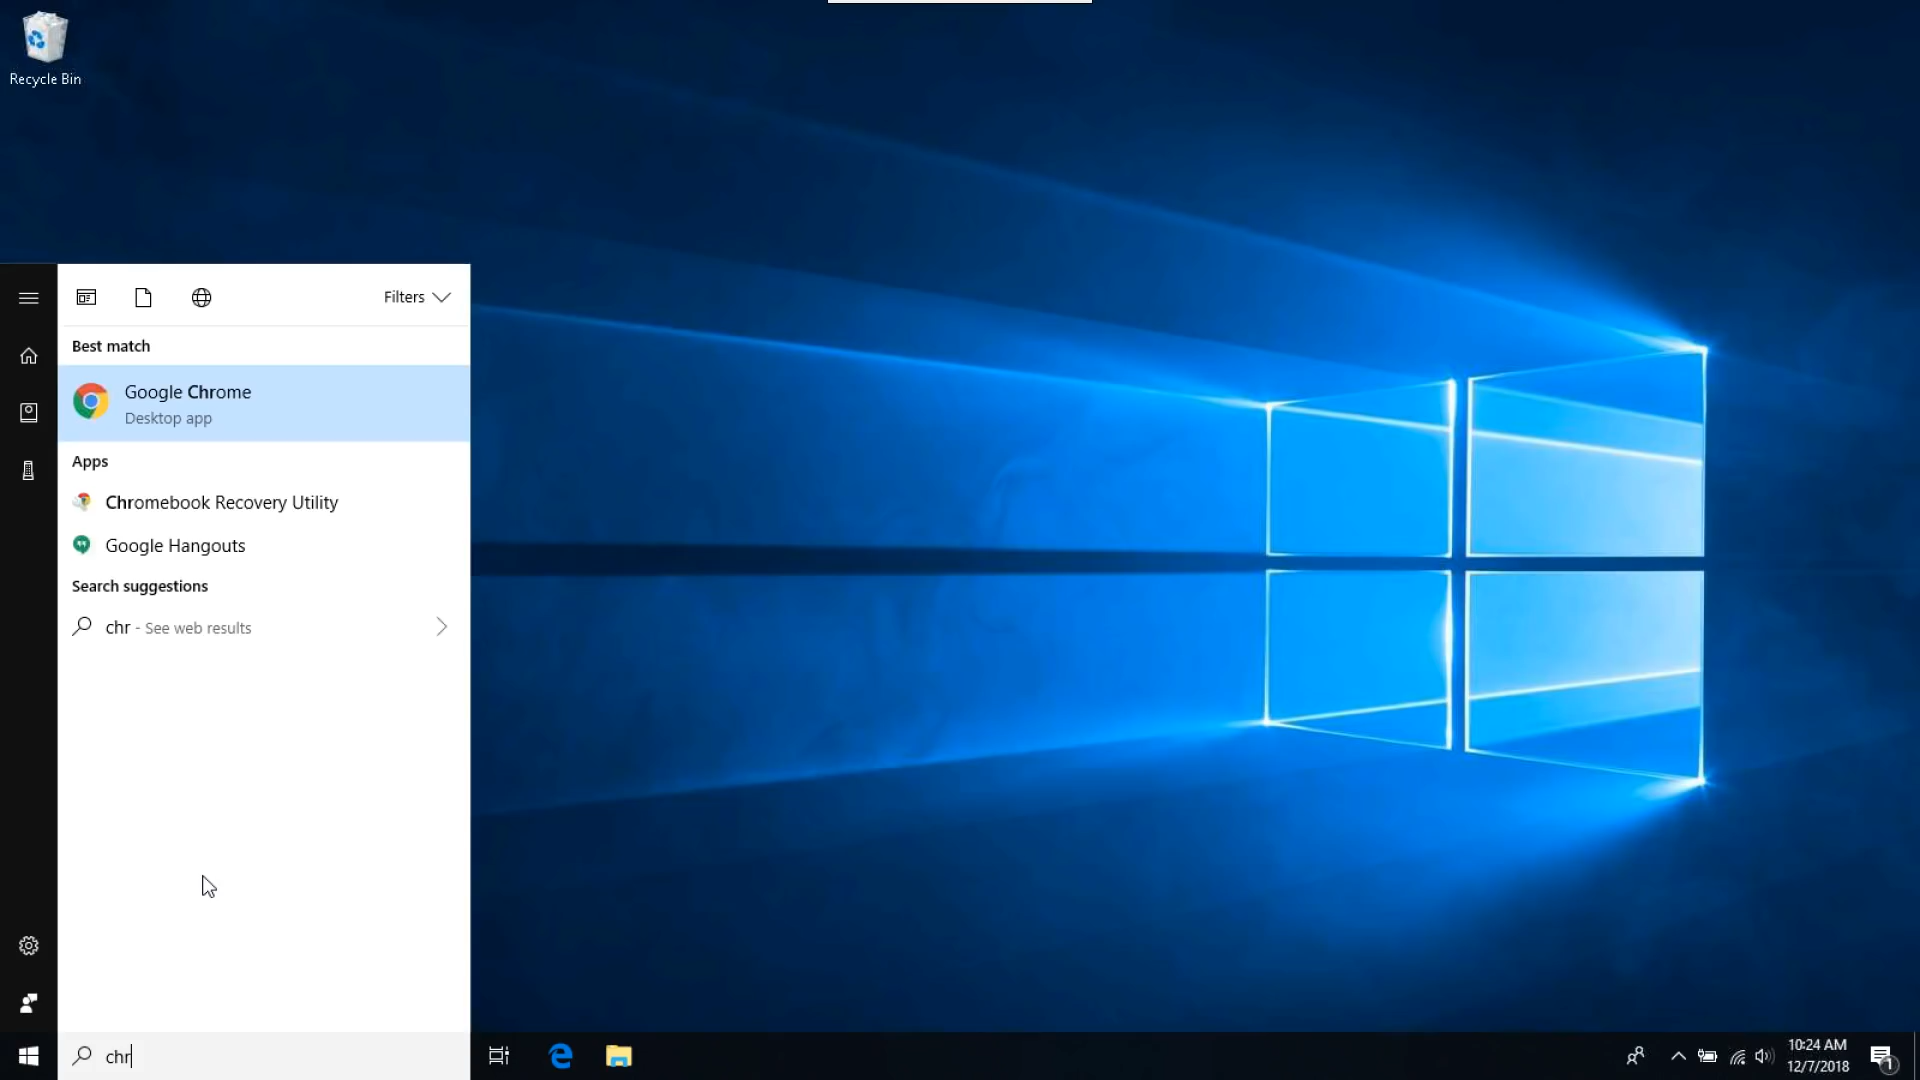 Recycle Bin
Filters
Best match
Google Chrome
Desktop app
Apps
Chromebook Recovery Utility
Google Hangouts
Search suggestions
chr - See web results
chr
10:24 AM
12/7/2018
1